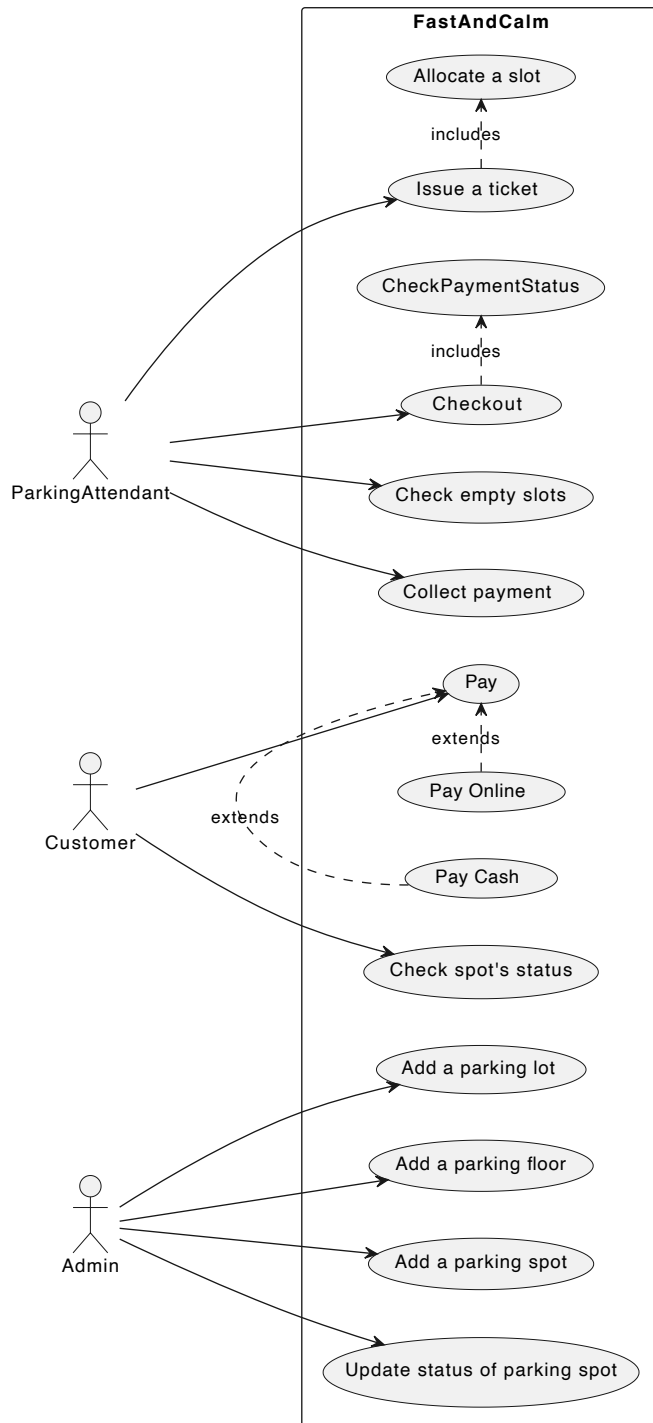 FastAndCalm
Allocate a slot
includes
Issue a ticket
CheckPaymentStatus
includes
Checkout
ParkingAttendant
Check empty slots
Collect payment
Pay
extends
Pay Online
extends
Customer
Pay Cash
Check spot's status
Add a parking lot
Add a parking floor
Admin
Add a parking spot
Update status of parking spot